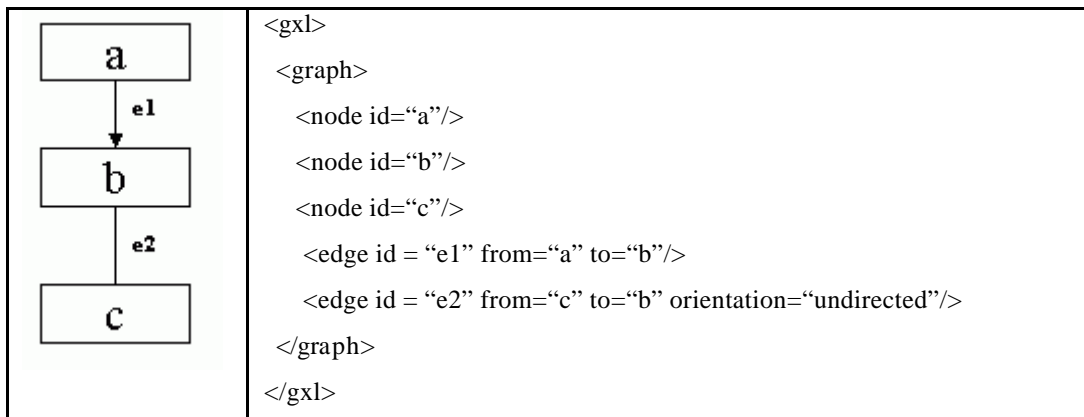 a
e1
b
e2
c
<gxl>
<graph>
<node id=“a”/>
<node id=“b”/>
<node id=“c”/>
<edge id = “e1” from=“a” to=“b”/>
<edge id = “e2” from=“c” to=“b” orientation=“undirected”/>
</graph>
</gxl>